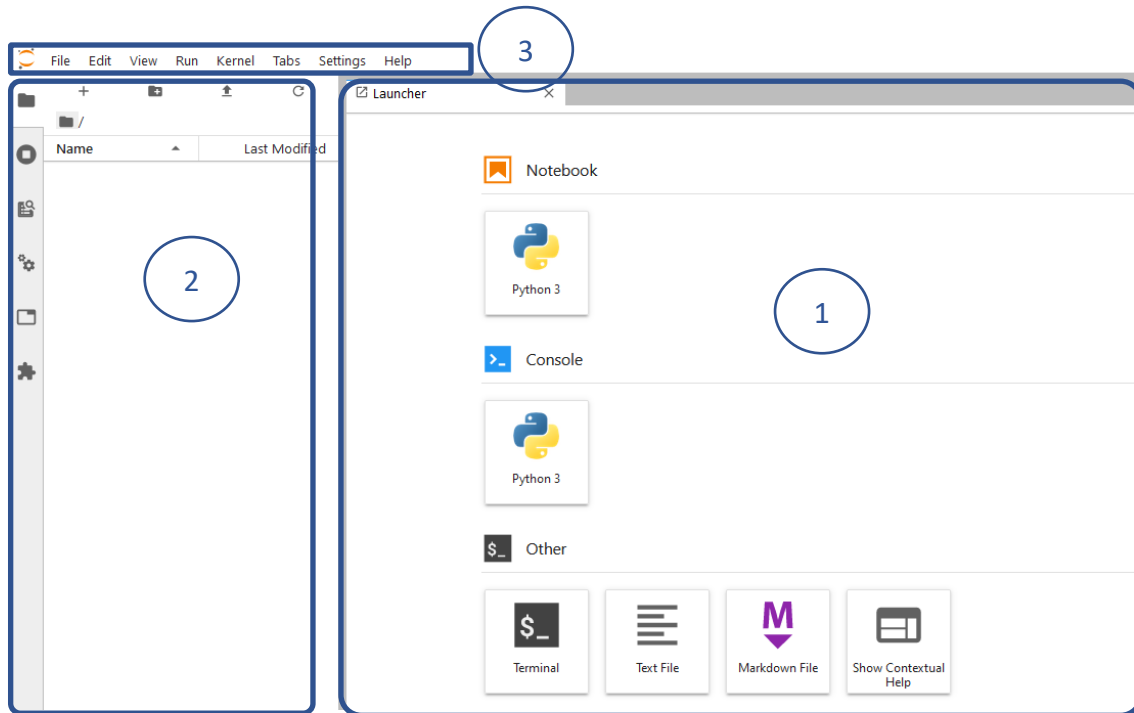 3
File Edit View Run Kernel Tabs Settings Help
Launcher
/
Name Last Modified
Notebook
Python 3
2
1
Console
Python 3
$_ Other
$_
M
Terminal Text File Markdown File Show Contextual
Help